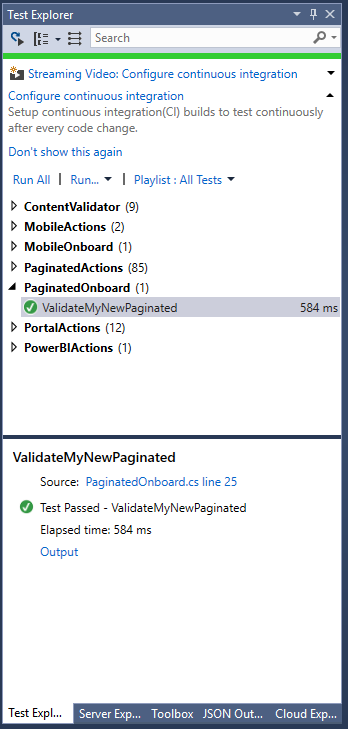 Test Explorer
Search
Streaming Video: Configure continuous integration
Configure continuous integration
Setup continuous integration(CI) builds to test continuously
after every code change.
Don't show this again
Run All | Run... | Playlist : All Tests
ContentValidator (9)
MobileActions (2)
MobileOnboard (1)
PaginatedActions (85)
PaginatedOnboard (1)
ValidateMyNewPaginated 584 ms
PortalActions (12)
PowerBIActions (1)
ValidateMyNewPaginated
Source: PaginatedOnboard.cs line 25
Test Passed - ValidateMyNewPaginated
Elapsed time: 584 ms
Output
Test Expl... Server Exp... Toolbox JSON Out... Cloud Exp...